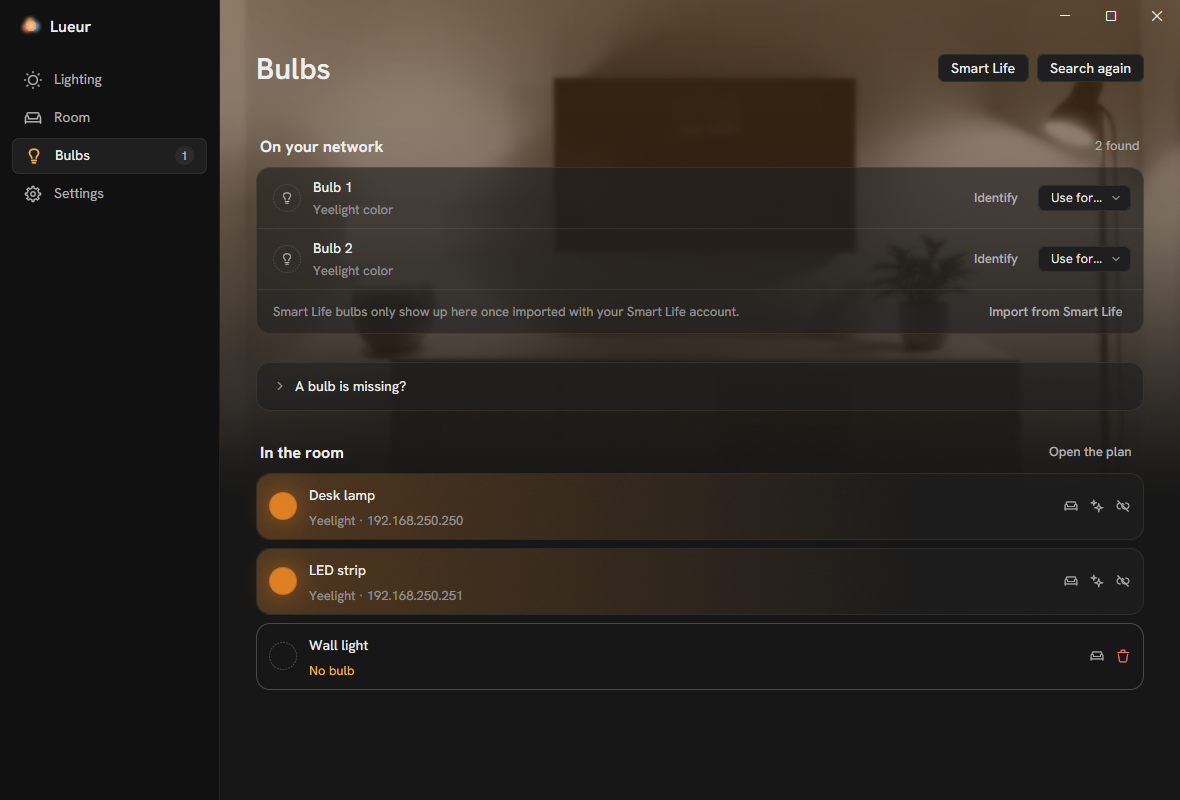 Lueur
Lighting
Room
Bulbs 1
Settings
Bulbs
Smart Life
Search again
On your network
2 found
Bulb 1
Yeelight color
Identify
Use for...
Bulb 2
Yeelight color
Identify
Use for...
Smart Life bulbs only show up here once imported with your Smart Life account.
Import from Smart Life
A bulb is missing?
In the room
Open the plan
Desk lamp
Yeelight · 192.168.250.250
LED strip
Yeelight · 192.168.250.251
Wall light
No bulb